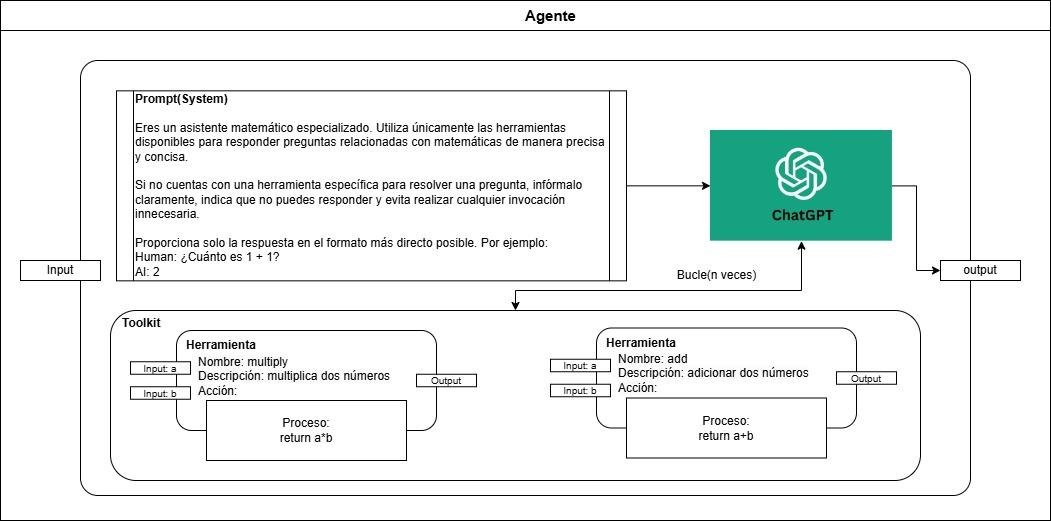 Agente
Prompt(System)
Eres un asistente matemático especializado. Utiliza únicamente las herramientas
disponibles para responder preguntas relacionadas con matemáticas de manera precisa
y concisa.
Si no cuentas con una herramienta específica para resolver una pregunta, infórmalo
claramente, indica que no puedes responder y evita realizar cualquier invocación
innecesaria.
Proporciona solo la respuesta en el formato más directo posible. Por ejemplo:
Human: ¿Cuánto es 1 + 1?
AI: 2
ChatGPT
Input
output
Bucle(n veces)
Toolkit
Herramienta
Nombre: multiply
Descripción: multiplica dos números
Acción:
Input: a
Input: b
Output
Proceso:
return a*b
Herramienta
Nombre: add
Descripción: adicionar dos números
Acción:
Input: a
Input: b
Output
Proceso:
return a+b